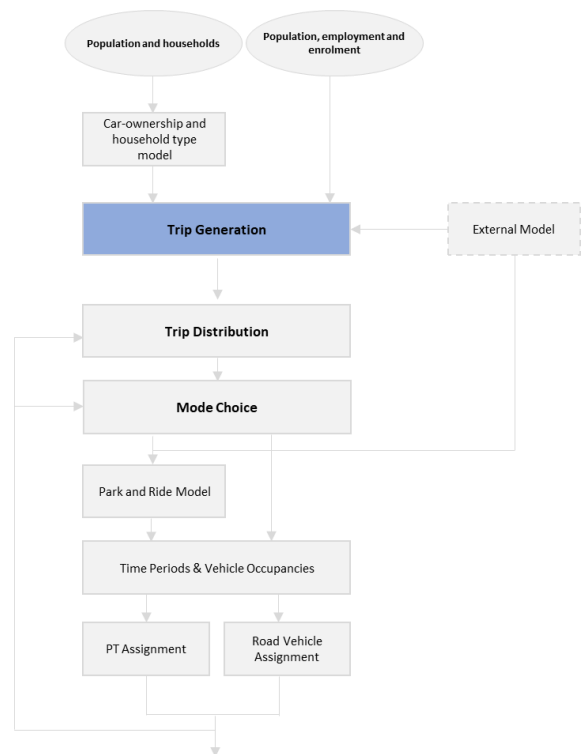 Population and households
Population, employment and
enrolment
Car-ownership and
household type
model
Trip Generation
External Model
Trip Distribution
Mode Choice
Park and Ride Model
Time Periods & Vehicle Occupancies
PT Assignment
Road Vehicle
Assignment